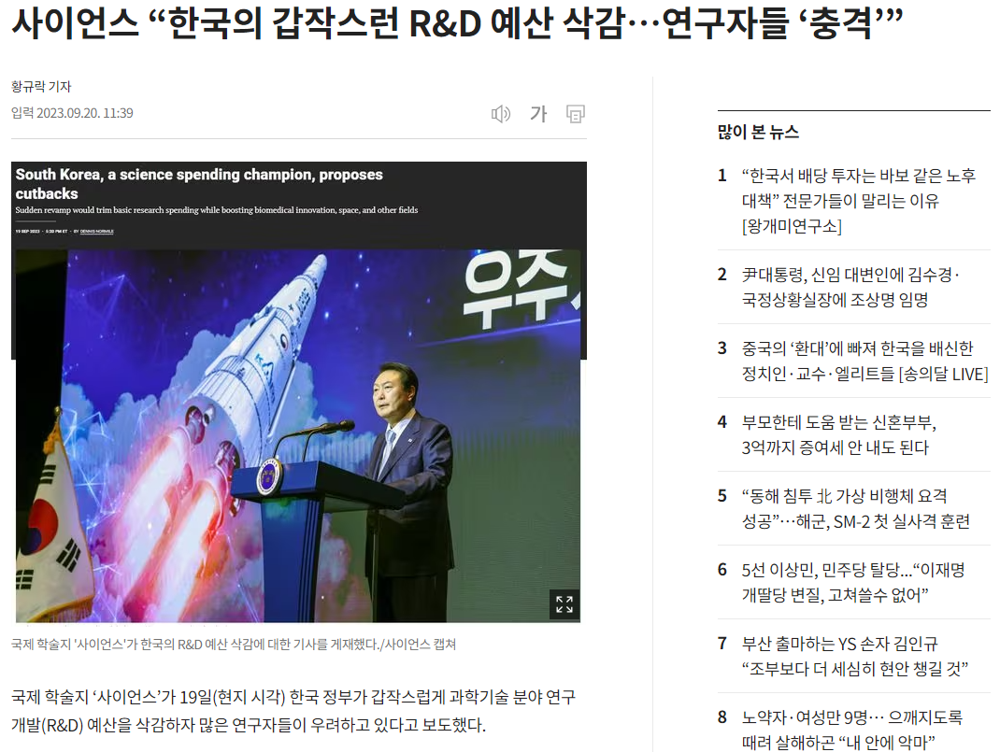 사이언스 “한국의 갑작스런 R&D 예산 삭감…연구자들 ‘충격’”
황규락 기자
입력 2023.09.20. 11:39
가
South Korea, a science spending champion, proposes
cutbacks
Sudden revamp would trim basic research spending while boosting biomedical innovation, space, and other fields
19 SEP 2023 · 5:30 PM ET · BY DENNIS NORMILE
우주
국제 학술지 '사이언스'가 한국의 R&D 예산 삭감에 대한 기사를 게재했다./사이언스 캡쳐
국제 학술지 ‘사이언스’가 19일(현지 시각) 한국 정부가 갑작스럽게 과학기술 분야 연구
개발(R&D) 예산을 삭감하자 많은 연구자들이 우려하고 있다고 보도했다.
많이 본 뉴스
1 “한국서 배당 투자는 바보 같은 노후
대책” 전문가들이 말리는 이유
[왕개미연구소]
2 尹대통령, 신임 대변인에 김수경·
국정상황실장에 조상명 임명
3 중국의 ‘환대’에 빠져 한국을 배신한
정치인·교수·엘리트들 [송의달 LIVE]
4 부모한테 도움 받는 신혼부부,
3억까지 증여세 안 내도 된다
5 “동해 침투 北 가상 비행체 요격
성공”…해군, SM-2 첫 실사격 훈련
6 5선 이상민, 민주당 탈당...“이재명
개딸당 변질, 고쳐쓸수 없어”
7 부산 출마하는 YS 손자 김인규
“조부보다 더 세심히 현안 챙길 것”
8 노약자·여성만 9명… 으깨지도록
때려 살해하곤 “내 안에 악마”